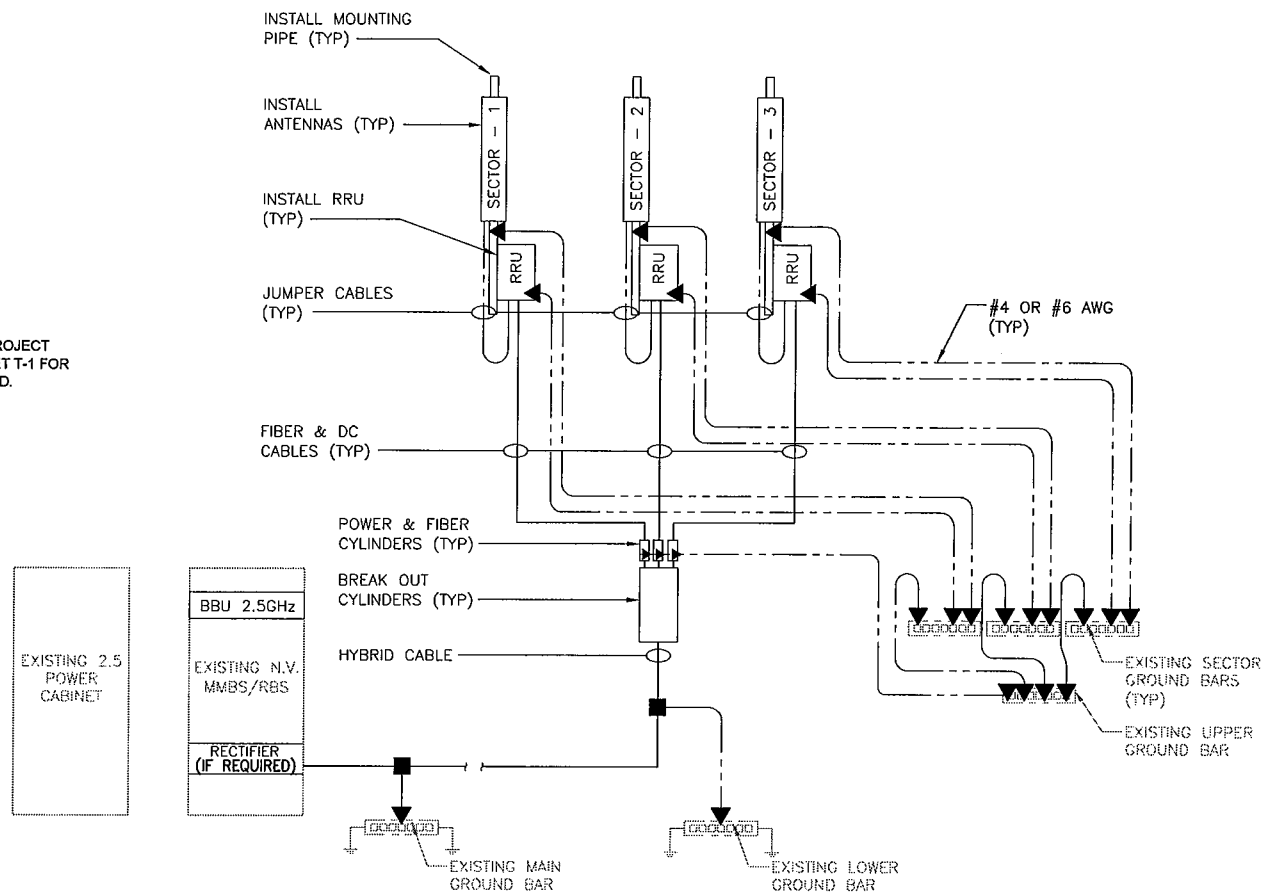 INSTALL MOUNTING
PIPE (TYP)
INSTALL
ANTENNAS (TYP)
SECTOR - 1
SECTOR - 2
SECTOR - 3
INSTALL RRU
(TYP)
RRU
RRU
RRU
JUMPER CABLES
(TYP)
#4 OR #6 AWG
(TYP)
ROJECT
ET T-1 FOR
D.
FIBER & DC
CABLES (TYP)
POWER & FIBER
CYLINDERS (TYP)
BREAK OUT
CYLINDERS (TYP)
HYBRID CABLE
BBU 2.5GHz
EXISTING 2.5
POWER
CABINET
EXISTING N.V.
MMBS/RBS
RECTIFIER
(IF REQUIRED)
EXISTING SECTOR
GROUND BARS
(TYP)
EXISTING UPPER
GROUND BAR
EXISTING MAIN
GROUND BAR
EXISTING LOWER
GROUND BAR